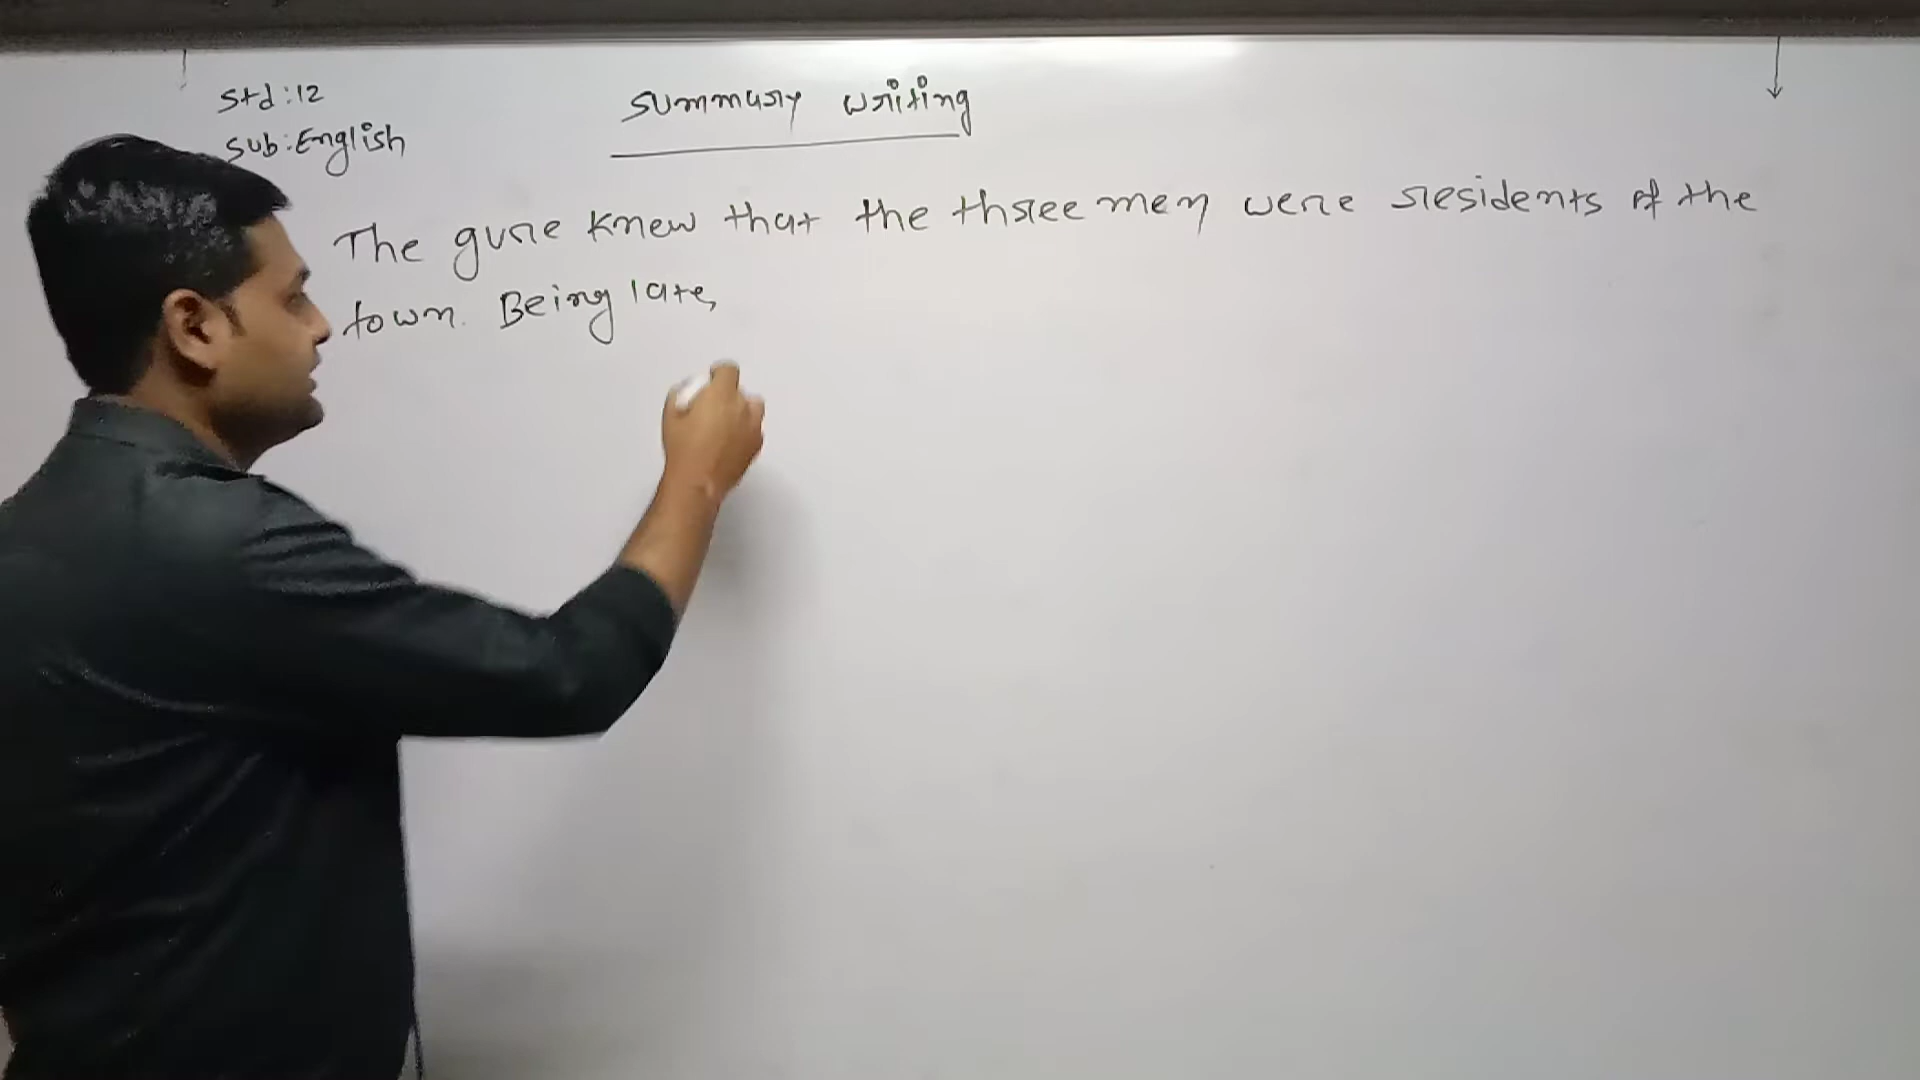 Std:12
Sub:English
Summary writing
The gure knew that the three men were residents of the
town. Being late,